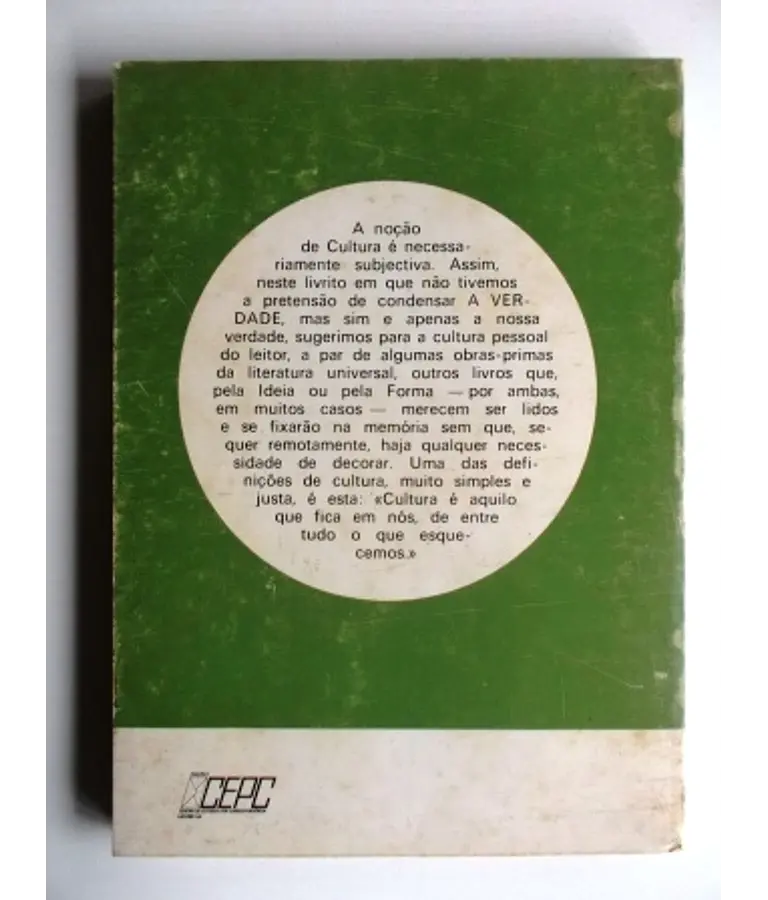 A noção
de Cultura é necessa-
riamente subjectiva. Assim,
neste livrito em que não tivemos
a pretensão de condensar A VER-
DADE, mas sim e apenas a nossa
verdade, sugerimos para a cultura pessoal
do leitor, a par de algumas obras-primas
da literatura universal, outros livros que,
pela Ideia ou pela Forma — por ambas,
em muitos casos — merecem ser lidos
e se fixarão na memória sem que, se-
quer remotamente, haja qualquer neces-
sidade de decorar. Uma das defi-
nições de cultura, muito simples e
justa, é esta: «Cultura é aquilo
que fica em nós, de entre
tudo o que esque-
cemos.»
CEPC